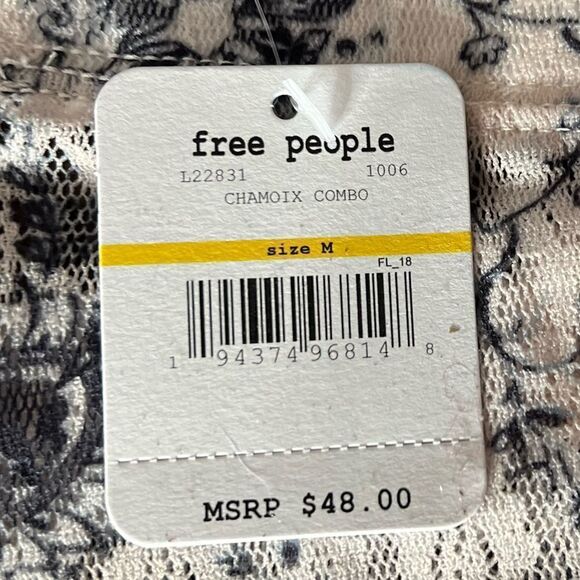 free people
L22831 1006
CHAMOIX COMBO
size M
FL_18
1 94374 96814 8
MSRP $48.00